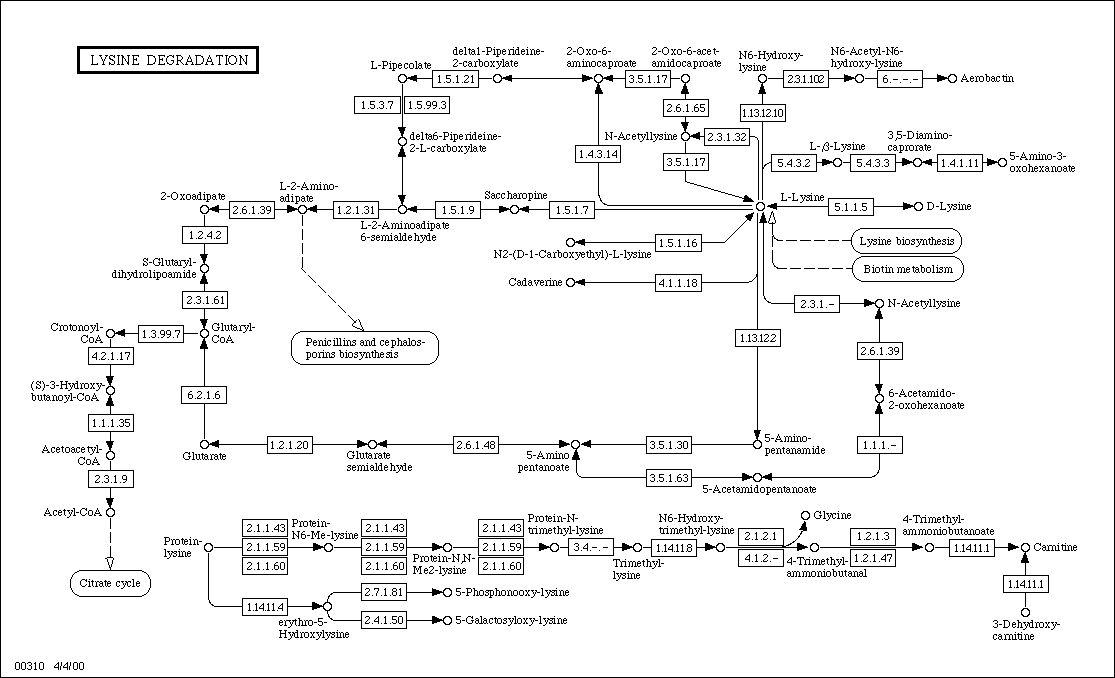 LYSINE DEGRADATION
L-Pipecolate
delta1-Piperideine-
2-carboxylate
2-Oxo-6-
aminocaproate
2-Oxo-6-acet-
amidocaproate
N6-Hydroxy-
lysine
N6-Acetyl-N6-
hydroxy-lysine
1.5.1.21
3.5.1.17
2.3.1.102
6.-.-.-
Aerobactin
1.5.3.7
1.5.99.3
2.6.1.65
1.13.12.10
delta6-Piperideine-
2-L-carboxylate
N-Acetyllysine
2.3.1.32
1.4.3.14
3.5.1.17
L-β-Lysine
3,5-Diamino-
caprorate
5.4.3.2
5.4.3.3
1.4.1.11
5-Amino-3-
oxohexanoate
2-Oxoadipate
L-2-Amino-
adipate
Saccharopine
L-Lysine
2.6.1.39
1.2.1.31
1.5.1.9
1.5.1.7
5.1.1.5
D-Lysine
L-2-Aminoadipate
6-semialdehyde
1.2.4.2
1.5.1.16
N2-(D-1-Carboxyethyl)-L-lysine
Lysine biosynthesis
S-Glutaryl-
dihydrolipoamide
Biotin metabolism
Cadaverine
4.1.1.18
2.3.1.61
2.3.1.-
N-Acetyllysine
Crotonoyl-
CoA
1.3.99.7
Glutaryl-
CoA
Penicillins and cephalos-
porins biosynthesis
1.13.12.2
2.6.1.39
4.2.1.17
(S)-3-Hydroxy-
butanoyl-CoA
6.2.1.6
6-Acetamido-
2-oxohexanoate
1.1.1.35
Acetoacetyl-
CoA
Glutarate
1.2.1.20
Glutarate
semialdehyde
2.6.1.48
5-Amino
pentanoate
3.5.1.30
5-Amino-
pentanamide
1.1.1.-
2.3.1.9
3.5.1.63
5-Acetamidopentanoate
Acetyl-CoA
Citrate cycle
Protein-
lysine
2.1.1.43
2.1.1.59
2.1.1.60
Protein-
N6-Me-lysine
2.1.1.43
2.1.1.59
2.1.1.60
Protein-N,N-
Me2-lysine
2.1.1.43
2.1.1.59
2.1.1.60
Protein-N-
trimethyl-lysine
3.4.-.-
Trimethyl-
lysine
1.14.11.8
N6-Hydroxy-
trimethyl-lysine
2.1.2.1
4.1.2.-
Glycine
4-Trimethyl-
ammoniobutanal
1.2.1.3
1.2.1.47
4-Trimethyl-
ammoniobutanoate
1.14.11.1
Carnitine
1.14.11.1
3-Dehydroxy-
carnitine
1.14.11.4
erythro-5-
Hydroxylysine
2.7.1.81
5-Phosphonooxy-lysine
2.4.1.50
5-Galactosyloxy-lysine
00310 4/4/00